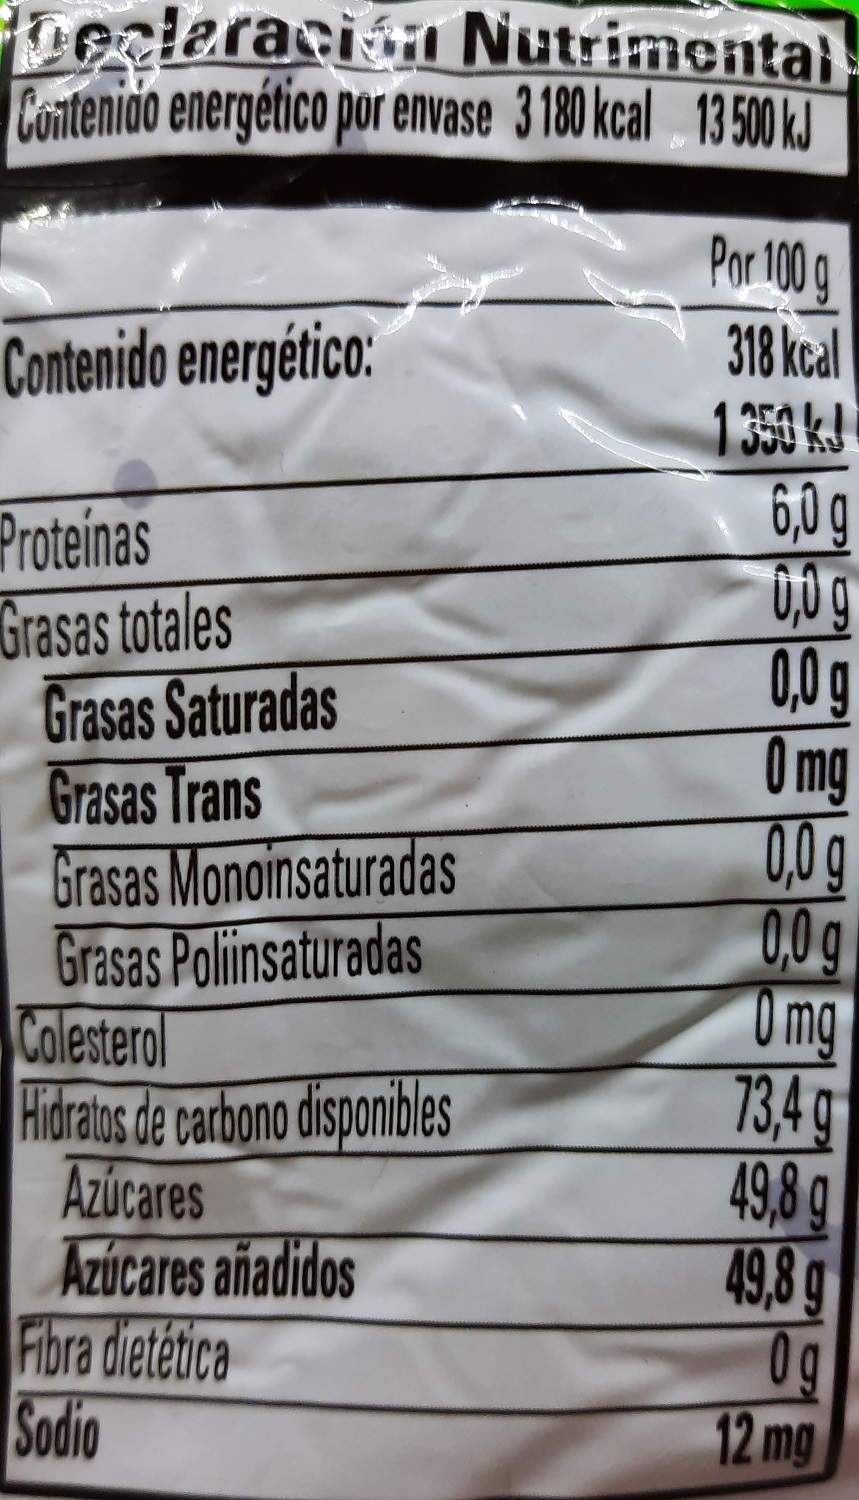 Declaración Nutrimental
Contenido energético por envase 3 180 kcal 13 500 kJ
Por 100 g
Contenido energético: 318 kcal
1 350 kJ
Proteínas 6,0 g
Grasas totales 0,0 g
Grasas Saturadas 0,0 g
Grasas Trans 0 mg
Grasas Monoinsaturadas 0,0 g
Grasas Poliinsaturadas 0,0 g
Colesterol 0 mg
Hidratos de carbono disponibles 73,4 g
Azúcares 49,8 g
Azúcares añadidos 49,8 g
Fibra dietética 0 g
Sodio 12 mg